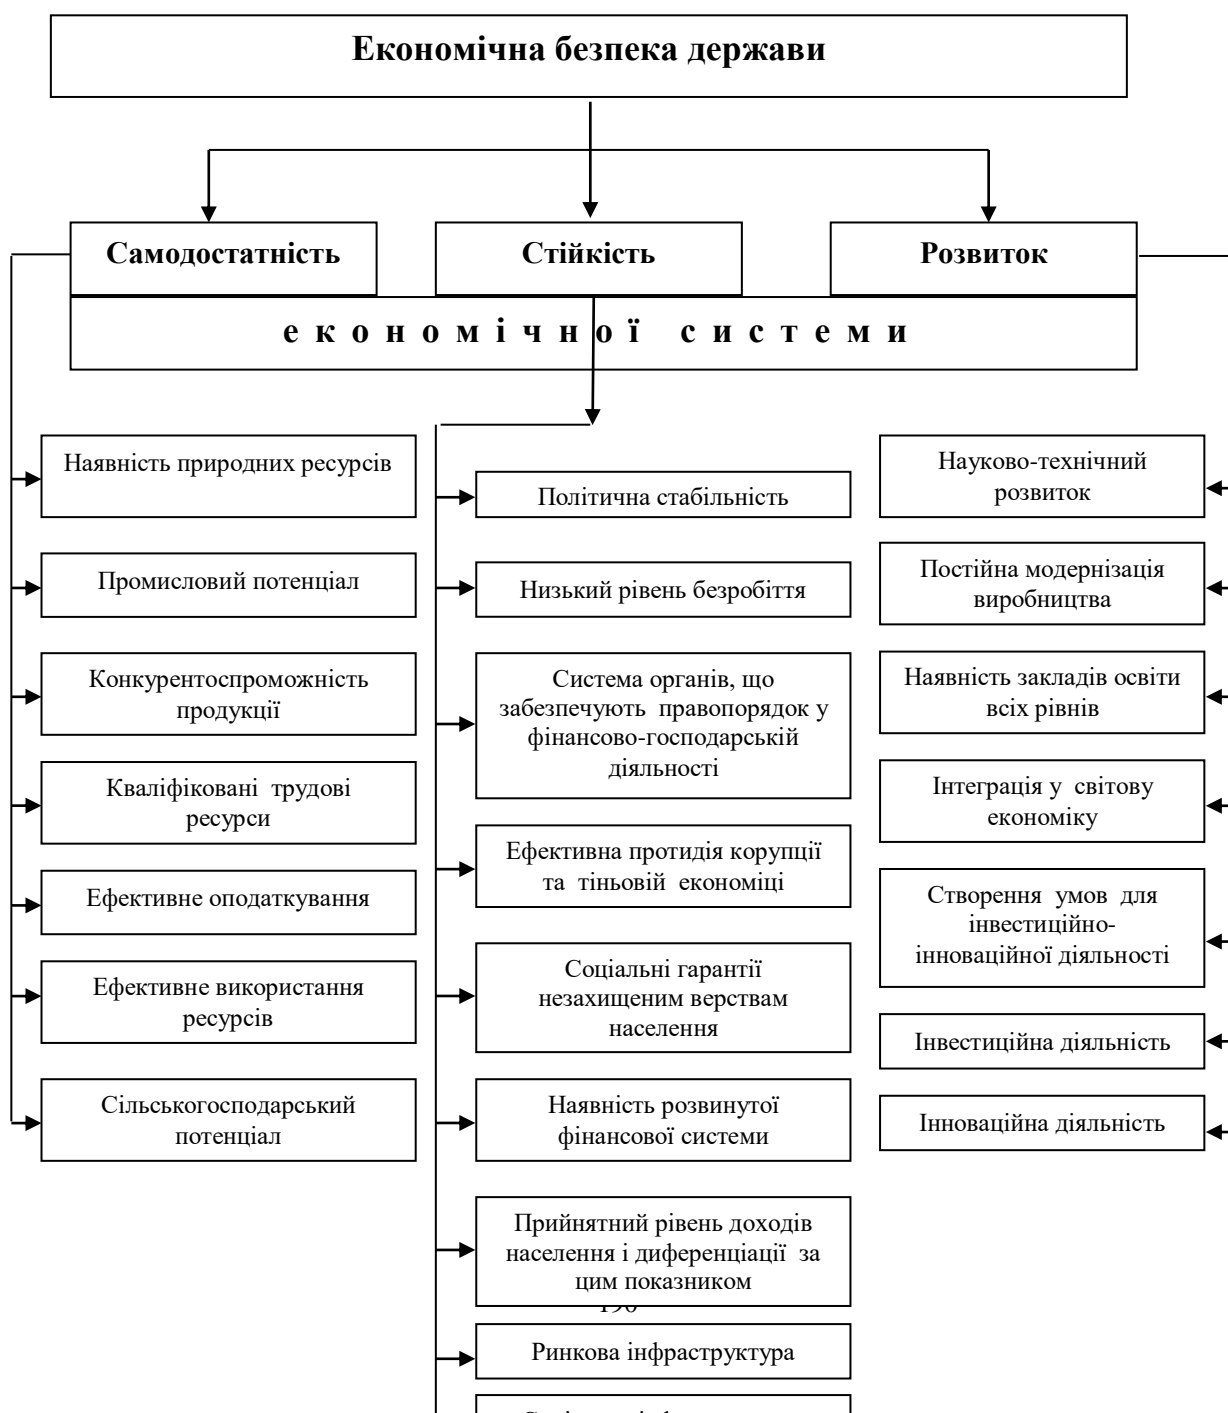 Економічна безпека держави
Самодостатність
Стійкість
Розвиток
економічної системи
Наявність природних ресурсів
Промисловий потенціал
Конкурентоспроможність
продукції
Кваліфіковані трудові
ресурси
Ефективне оподаткування
Ефективне використання
ресурсів
Сільськогосподарський
потенціал
Політична стабільність
Низький рівень безробіття
Система органів, що
забезпечують правопорядок у
фінансово-господарській
діяльності
Ефективна протидія корупції
та тіньовій економіці
Соціальні гарантії
незахищеним верствам
населення
Наявність розвинутої
фінансової системи
Прийнятний рівень доходів
населення і диференціації за
цим показником
Ринкова інфраструктура
Науково-технічний
розвиток
Постійна модернізація
виробництва
Наявність закладів освіти
всіх рівнів
Інтеграція у світову
економіку
Створення умов для
інвестиційно-
інноваційної діяльності
Інвестиційна діяльність
Інноваційна діяльність